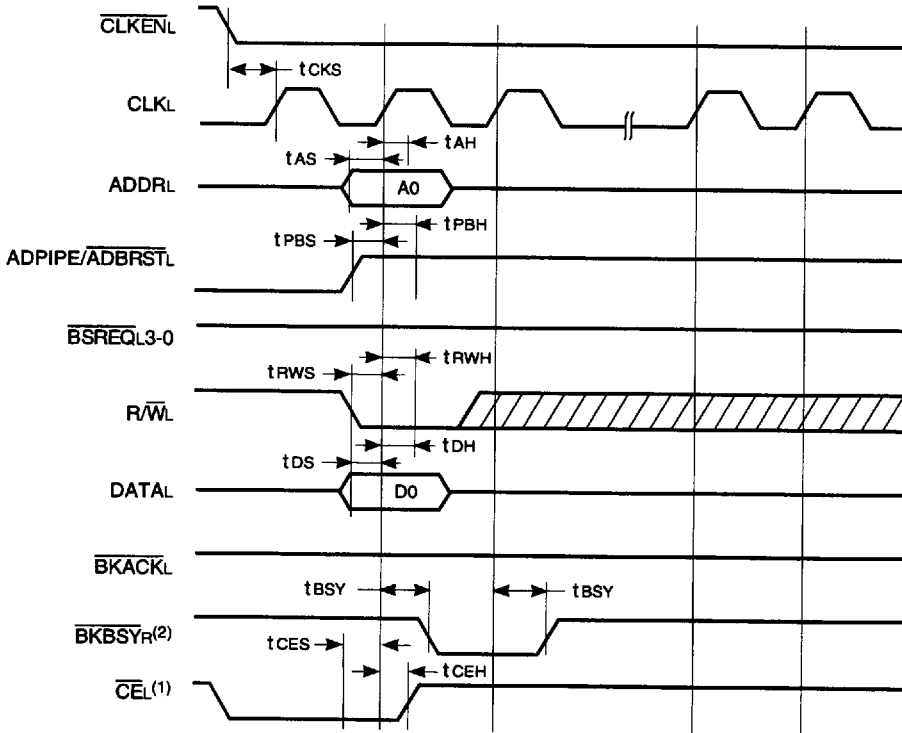 CLKENL
tCKS
CLKL
tAH
tAS
ADDRL
A0
tPBH
tPBS
ADPIPE/ADBRSTL
BSREQL3-0
tRWH
tRWS
R/WL
tDH
tDS
DATAL
D0
BKACKL
tBSY
tBSY
BKBSYR(2)
tCES
tCEH
CEL(1)